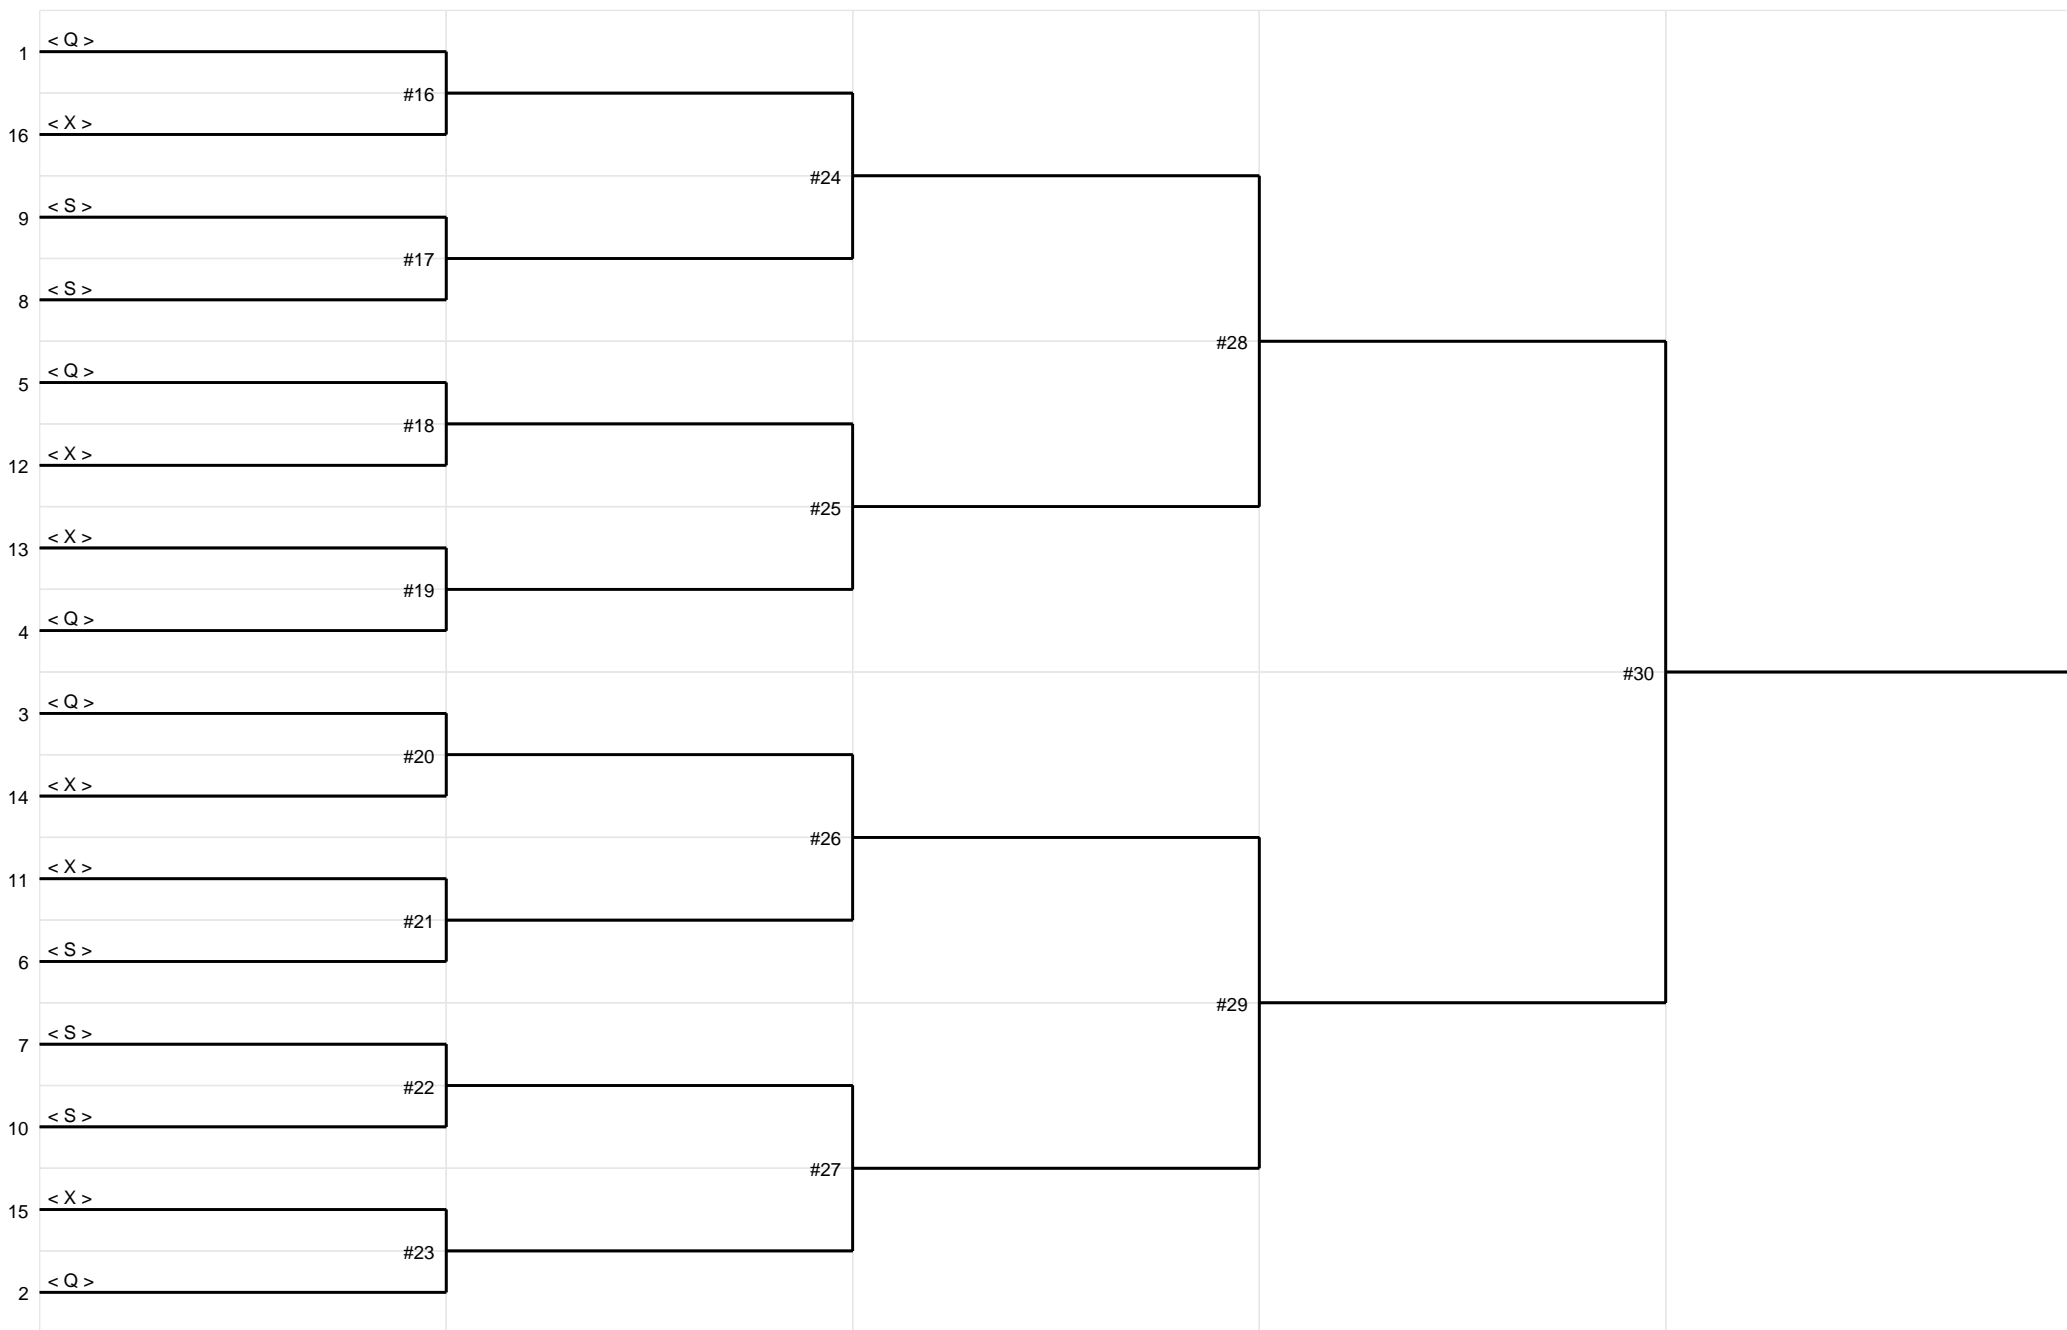 < Q >
1
#16
< X >
16
#24
< S >
9
#17
< S >
8
#28
< Q >
5
#18
< X >
12
#25
< X >
13
#19
< Q >
4
#30
< Q >
3
#20
< X >
14
#26
< X >
11
#21
< S >
6
#29
< S >
7
#22
< S >
10
#27
< X >
15
#23
< Q >
2